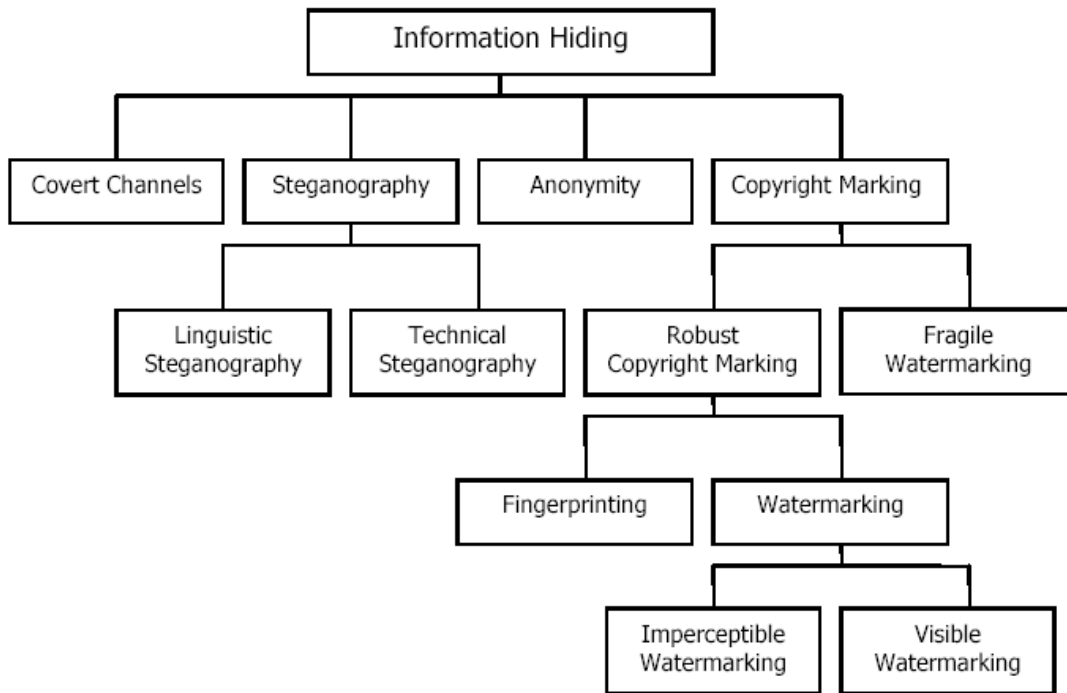 Information Hiding
Covert Channels
Steganography
Anonymity
Copyright Marking
Linguistic
Steganography
Technical
Steganography
Robust
Copyright Marking
Fragile
Watermarking
Fingerprinting
Watermarking
Imperceptible
Watermarking
Visible
Watermarking